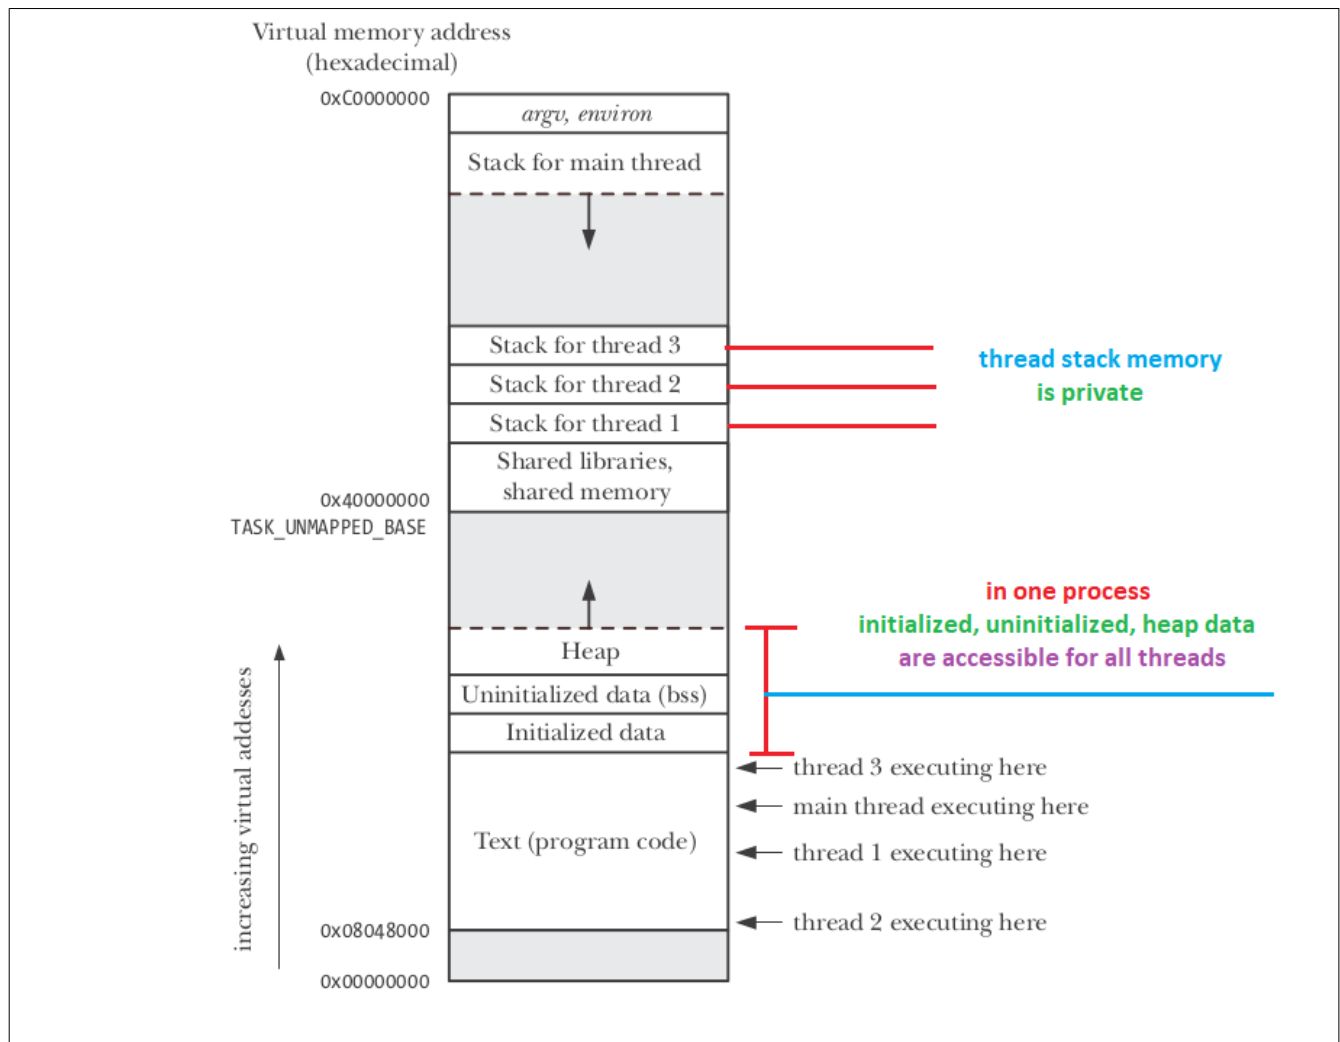 Virtual memory address
(hexadecimal)
0xC0000000
argv, environ
Stack for main thread
Stack for thread 3
Stack for thread 2
Stack for thread 1
thread stack memory
is private
Shared libraries,
shared memory
0x40000000
TASK_UNMAPPED_BASE
in one process
initialized, uninitialized, heap data
are accessible for all threads
Heap
Uninitialized data (bss)
Initialized data
increasing virtual addesses
Text (program code)
thread 3 executing here
main thread executing here
thread 1 executing here
thread 2 executing here
0x08048000
0x00000000